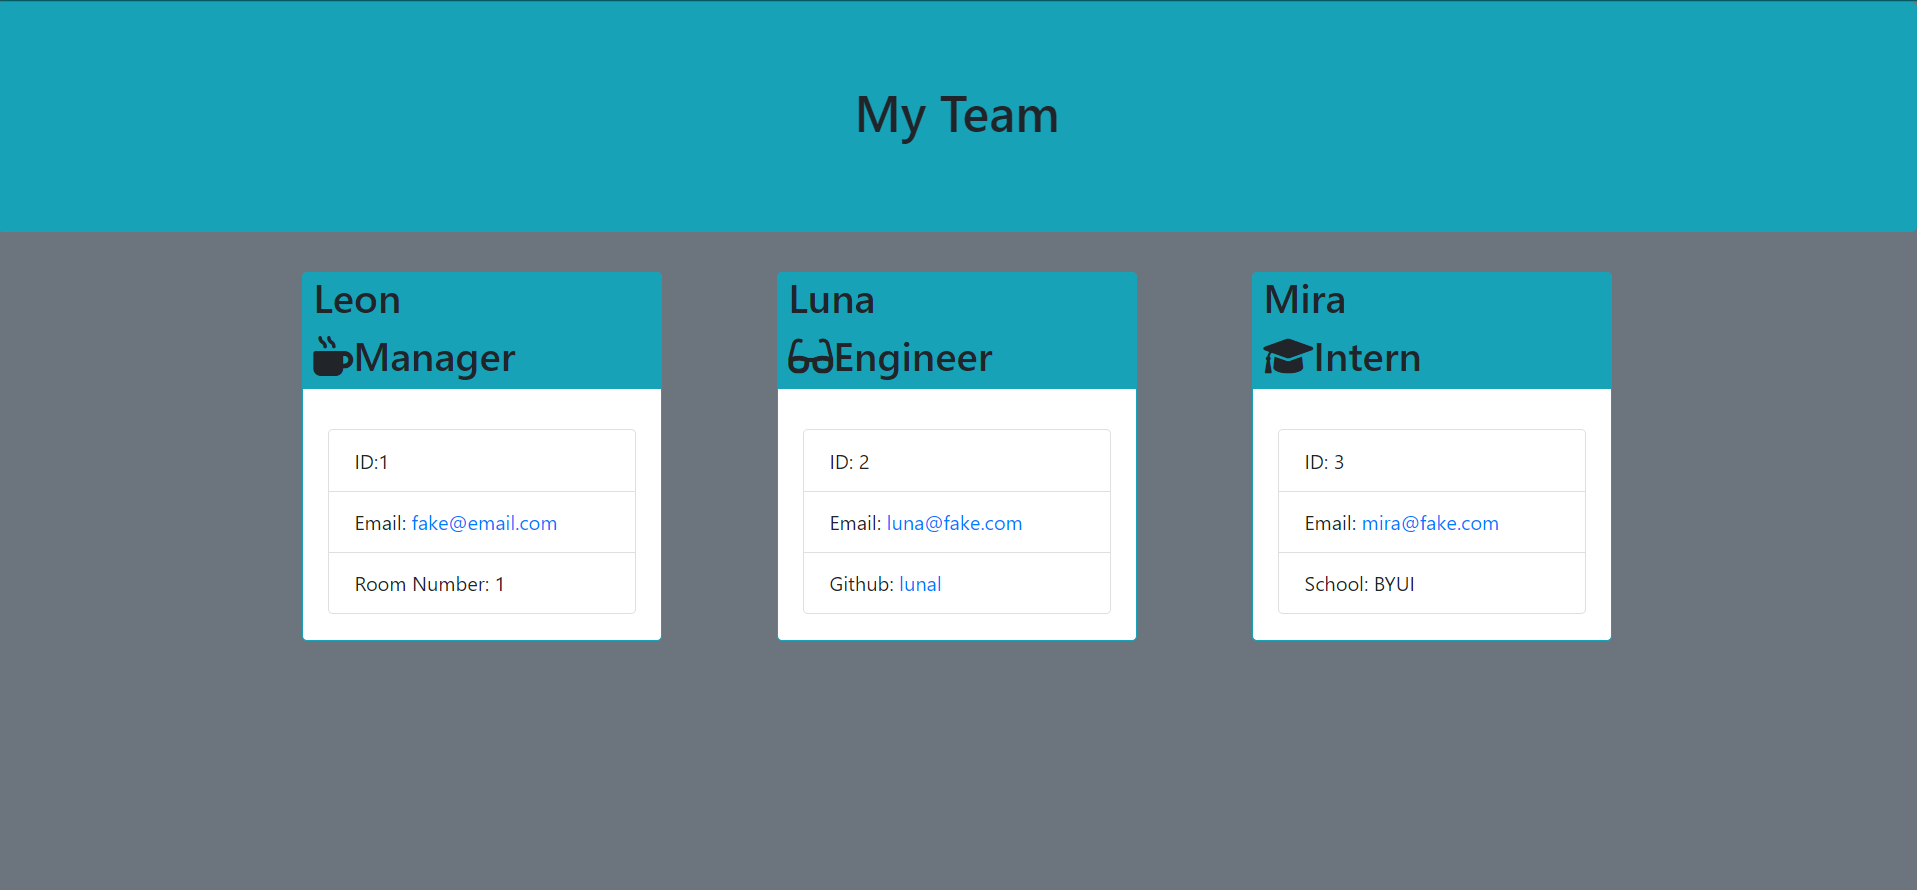 My Team
Leon
Manager
ID:1
Email: fake@email.com
Room Number: 1
Luna
Engineer
ID: 2
Email: luna@fake.com
Github: lunal
Mira
Intern
ID: 3
Email: mira@fake.com
School: BYUI